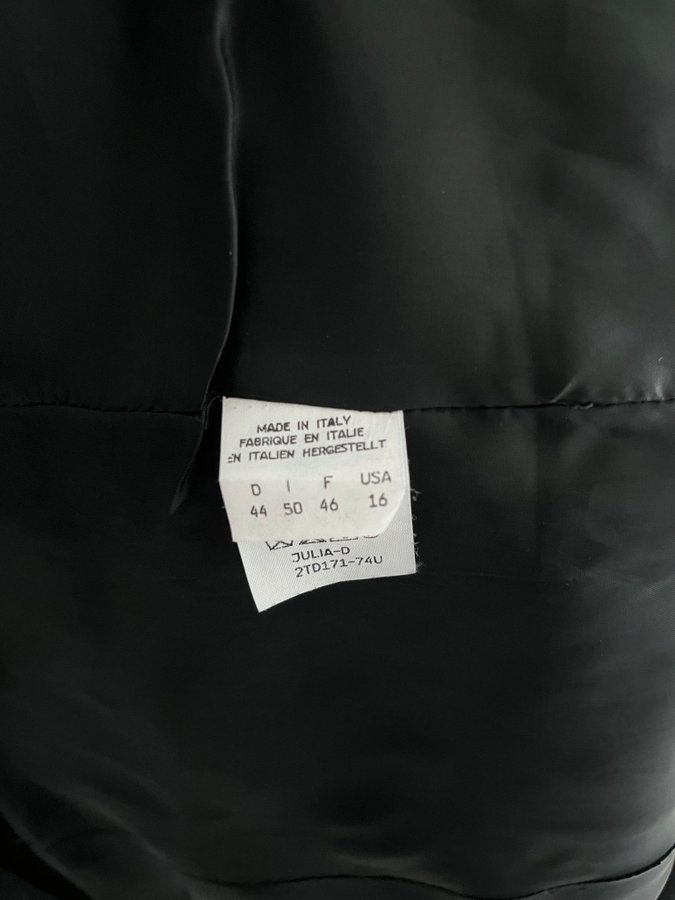 MADE IN ITALY
FABRIQUE EN ITALIE
EN ITALIEN HERGESTELLT
D I F USA
44 50 46 16
JULIA-D
2TD171-74U